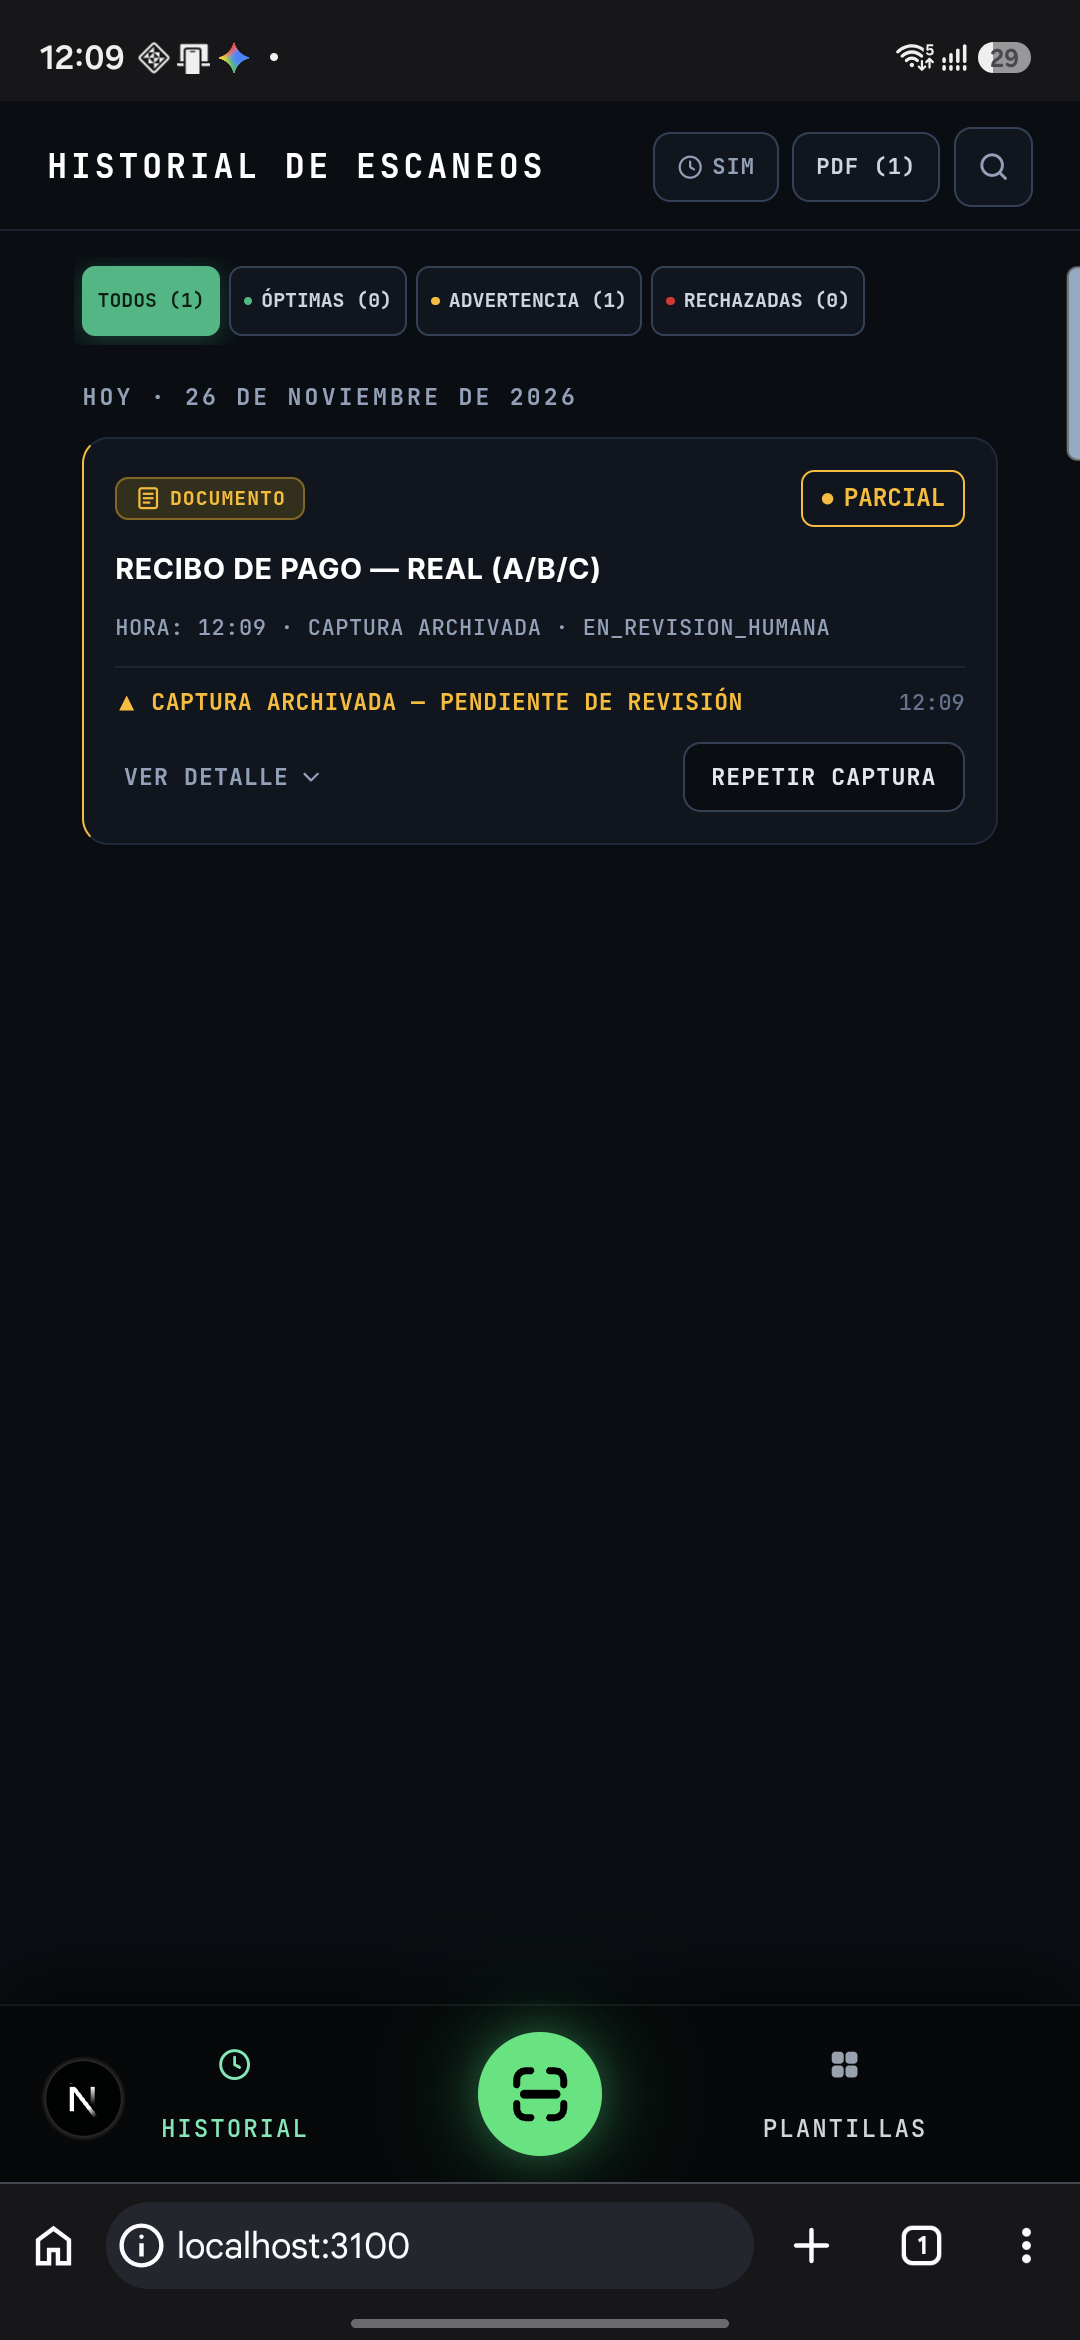 12:09
5
29
HISTORIAL DE ESCANEOS
SIM
PDF (1)
TODOS (1)
ÓPTIMAS (0)
ADVERTENCIA (1)
RECHAZADAS (0)
HOY · 26 DE NOVIEMBRE DE 2026
DOCUMENTO
PARCIAL
RECIBO DE PAGO — REAL (A/B/C)
HORA: 12:09 · CAPTURA ARCHIVADA · EN_REVISION_HUMANA
▲ CAPTURA ARCHIVADA — PENDIENTE DE REVISIÓN
12:09
VER DETALLE
REPETIR CAPTURA
N
HISTORIAL
PLANTILLAS
localhost:3100
1